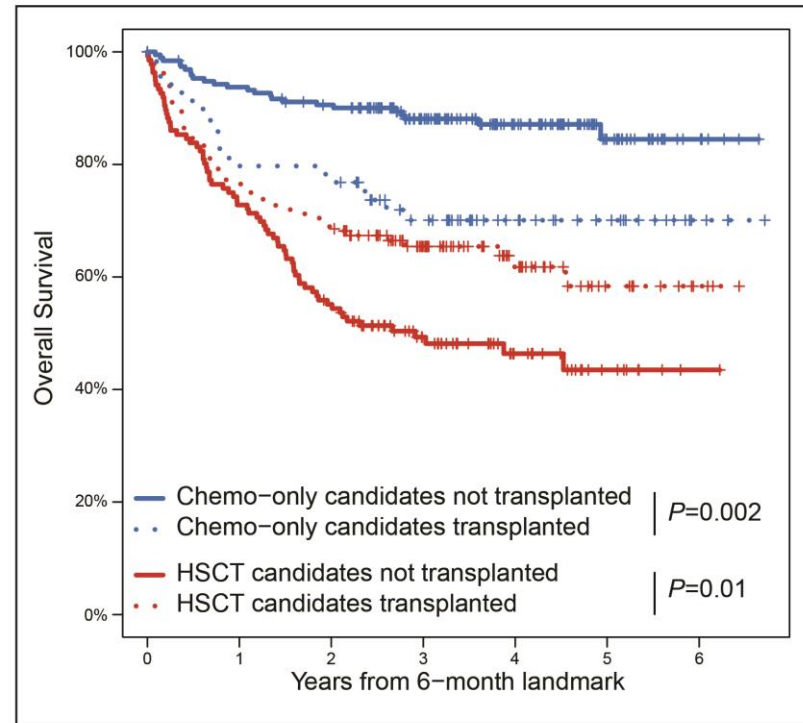 100%
80%
60%
40%
20%
0%
Overall Survival
Chemo−only candidates not transplanted
Chemo−only candidates transplanted
P=0.002
HSCT candidates not transplanted
HSCT candidates transplanted
P=0.01
0 1 2 3 4 5 6
Years from 6−month landmark